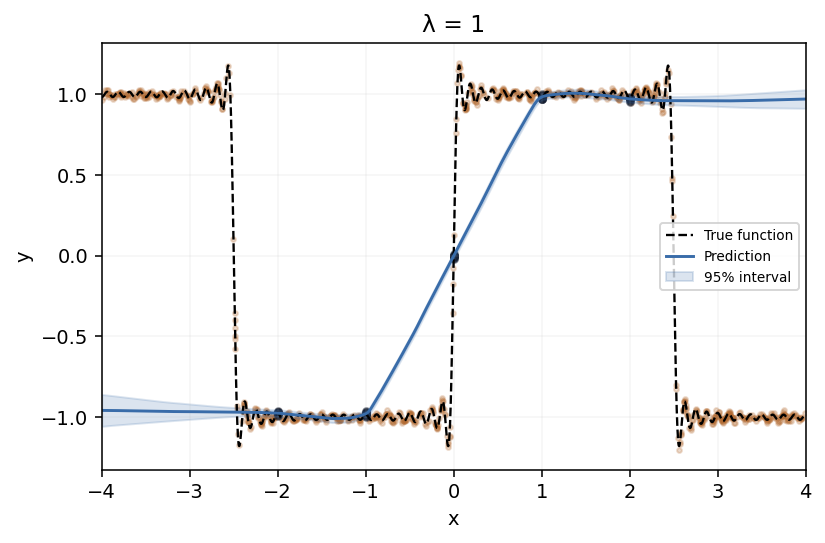 λ = 1
y
1.0
0.5
0.0
−0.5
−1.0
True function
Prediction
95% interval
−4 −3 −2 −1 0 1 2 3 4
x